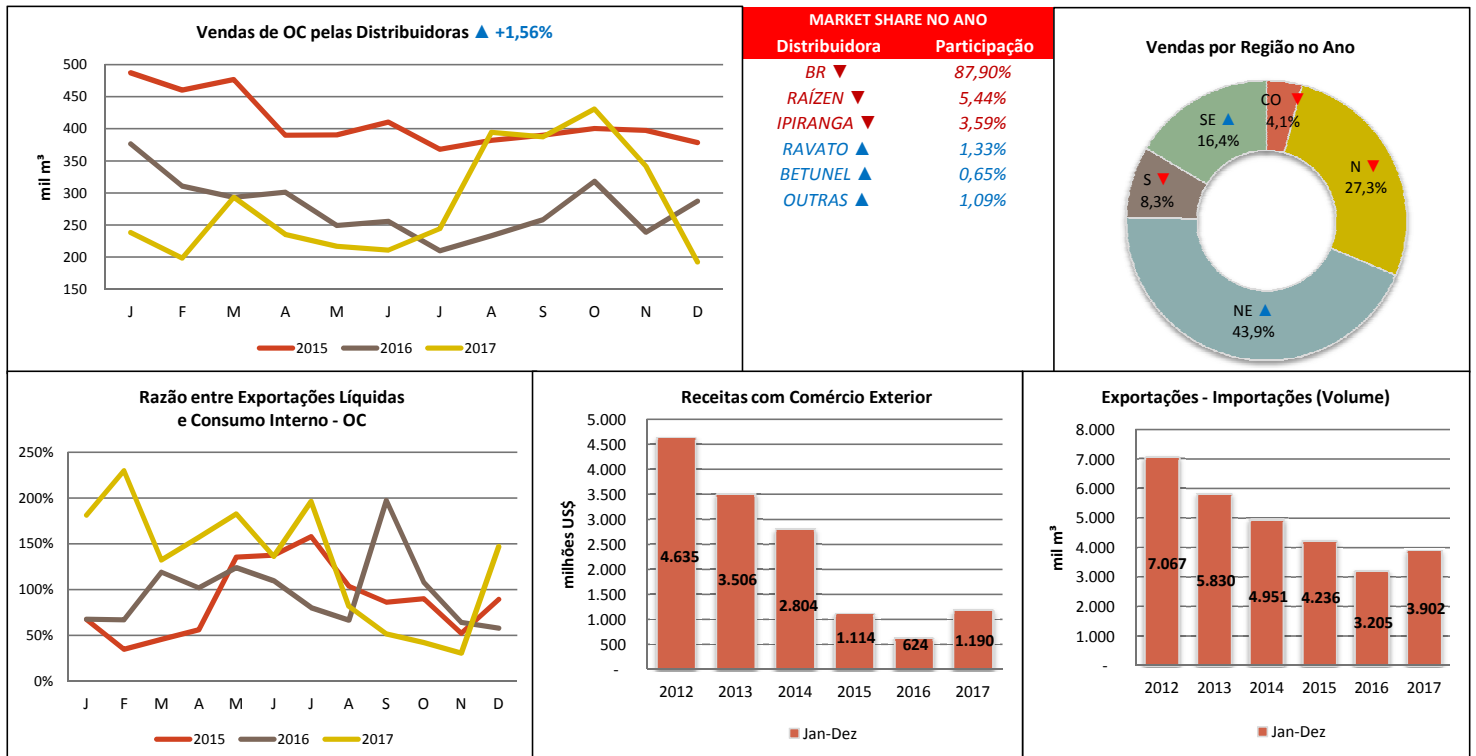 Vendas de OC pelas Distribuidoras ▲ +1,56%
mil m³
500
450
400
350
300
250
200
150
J F M A M J J A S O N D
2015 2016 2017
MARKET SHARE NO ANO
Distribuidora Participação
BR ▼ 87,90%
RAÍZEN ▼ 5,44%
IPIRANGA ▼ 3,59%
RAVATO ▲ 1,33%
BETUNEL ▲ 0,65%
OUTRAS ▲ 1,09%
Vendas por Região no Ano
CO ▼
4,1%
N ▼
27,3%
NE ▲
43,9%
S ▼
8,3%
SE ▲
16,4%
Razão entre Exportações Líquidas
e Consumo Interno - OC
250%
200%
150%
100%
50%
0%
J F M A M J J A S O N D
2015 2016 2017
Receitas com Comércio Exterior
milhões US$
5.000
4.500
4.000
3.500
3.000
2.500
2.000
1.500
1.000
500
-
4.635
3.506
2.804
1.114
624
1.190
2012 2013 2014 2015 2016 2017
Jan-Dez
Exportações - Importações (Volume)
mil m³
8.000
7.000
6.000
5.000
4.000
3.000
2.000
1.000
-
7.067
5.830
4.951
4.236
3.205
3.902
2012 2013 2014 2015 2016 2017
Jan-Dez